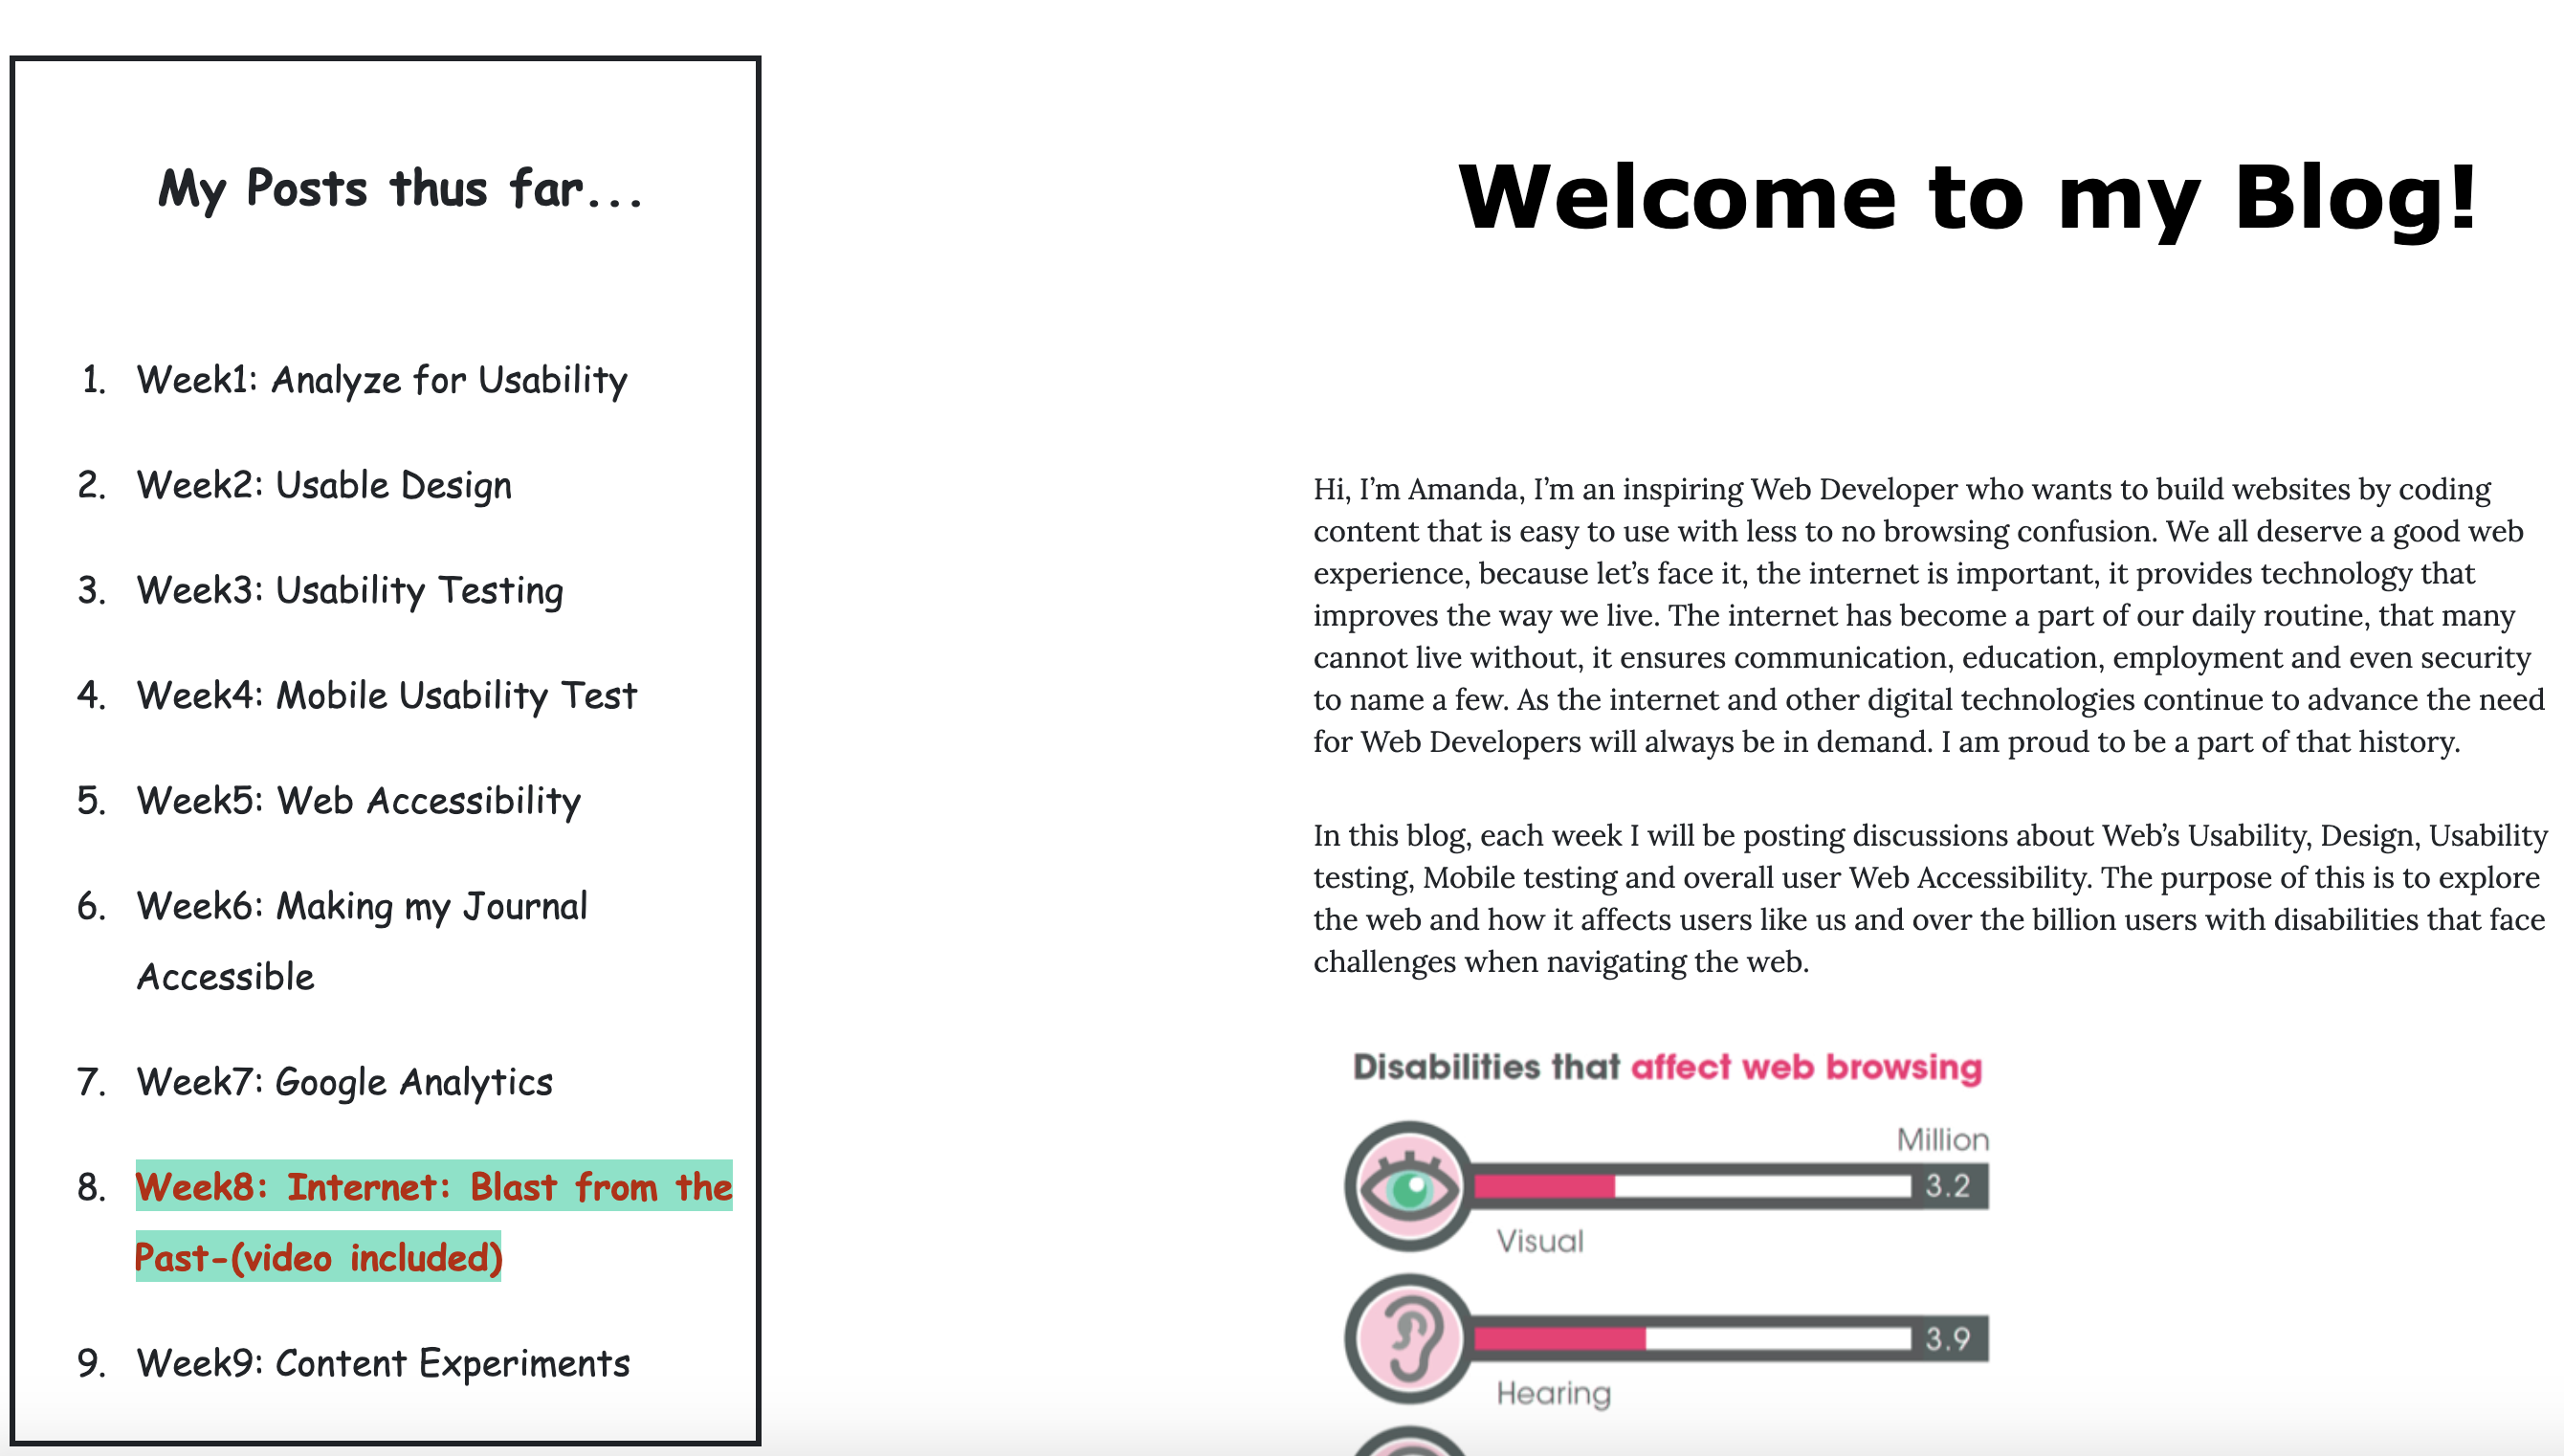 My Posts thus far...
1. Week1: Analyze for Usability
2. Week2: Usable Design
3. Week3: Usability Testing
4. Week4: Mobile Usability Test
5. Week5: Web Accessibility
6. Week6: Making my Journal
Accessible
7. Week7: Google Analytics
8. Week8: Internet: Blast from the
Past-(video included)
9. Week9: Content Experiments
Welcome to my Blog!
Hi, I’m Amanda, I’m an inspiring Web Developer who wants to build websites by coding
content that is easy to use with less to no browsing confusion. We all deserve a good web
experience, because let’s face it, the internet is important, it provides technology that
improves the way we live. The internet has become a part of our daily routine, that many
cannot live without, it ensures communication, education, employment and even security
to name a few. As the internet and other digital technologies continue to advance the need
for Web Developers will always be in demand. I am proud to be a part of that history.
In this blog, each week I will be posting discussions about Web’s Usability, Design, Usability
testing, Mobile testing and overall user Web Accessibility. The purpose of this is to explore
the web and how it affects users like us and over the billion users with disabilities that face
challenges when navigating the web.
Disabilities that affect web browsing
Million
3.2
Visual
3.9
Hearing